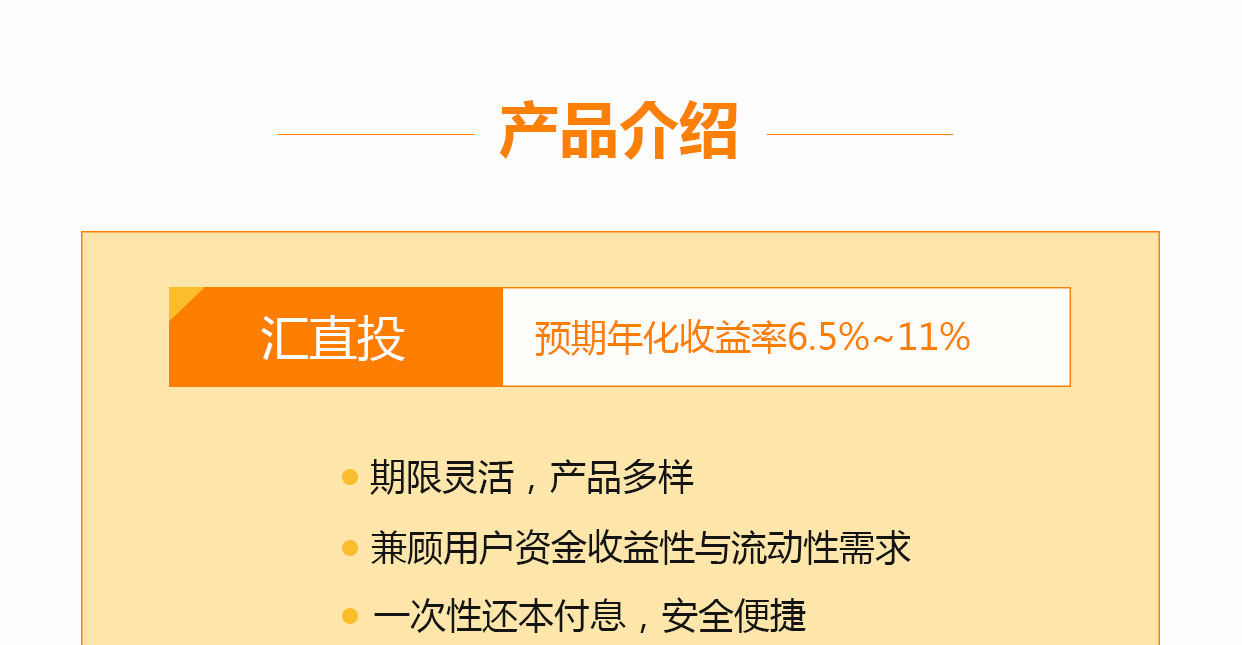 产品介绍
汇直投
预期年化收益率6.5%~11%
期限灵活，产品多样
兼顾用户资金收益性与流动性需求
一次性还本付息，安全便捷